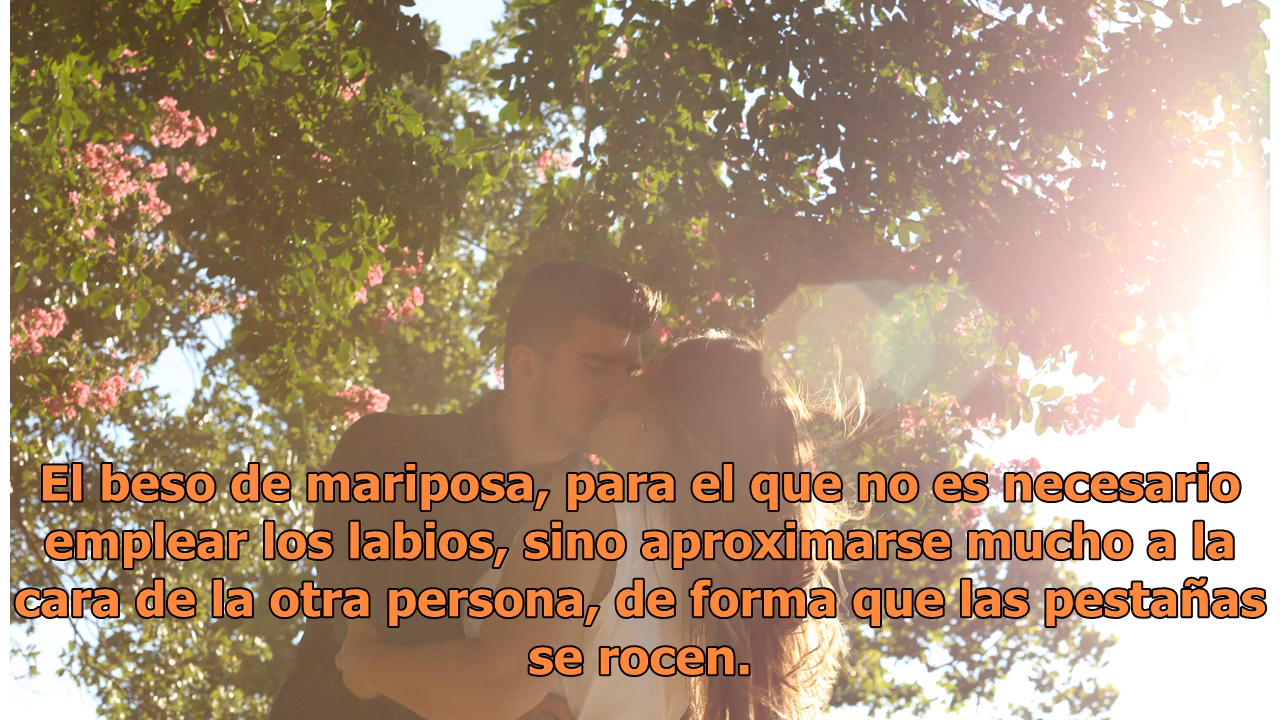 El beso de mariposa, para el que no es necesario
emplear los labios, sino aproximarse mucho a la
cara de la otra persona, de forma que las pestañas
se rocen.